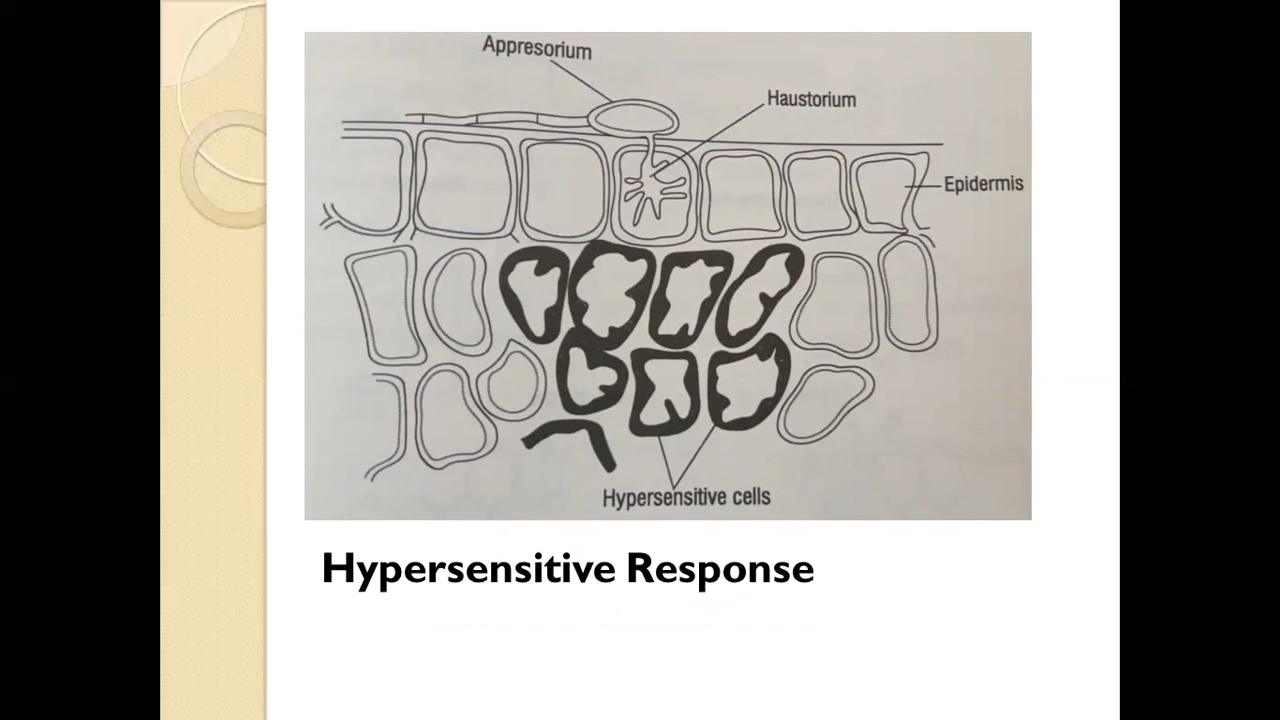 Appresorium
Haustorium
Epidermis
Hypersensitive cells
Hypersensitive Response